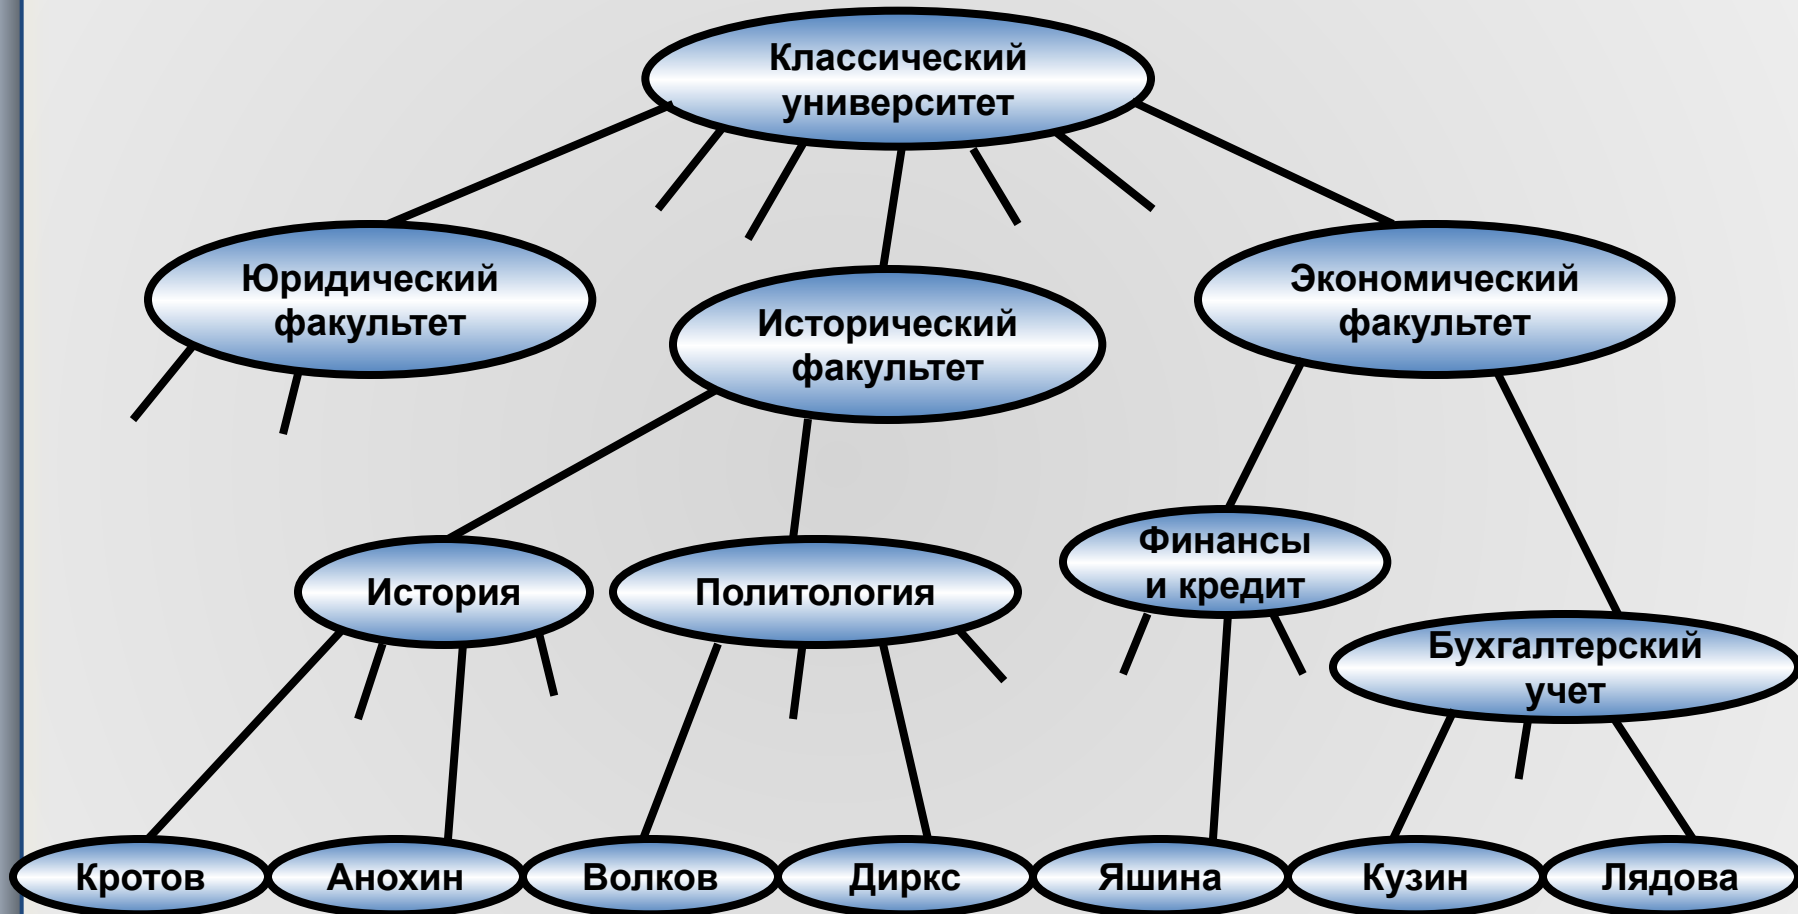 Классический
университет
Юридический
факультет
Исторический
факультет
Экономический
факультет
История
Политология
Финансы
и кредит
Бухгалтерский
учет
Кротов
Анохин
Волков
Диркс
Яшина
Кузин
Лядова